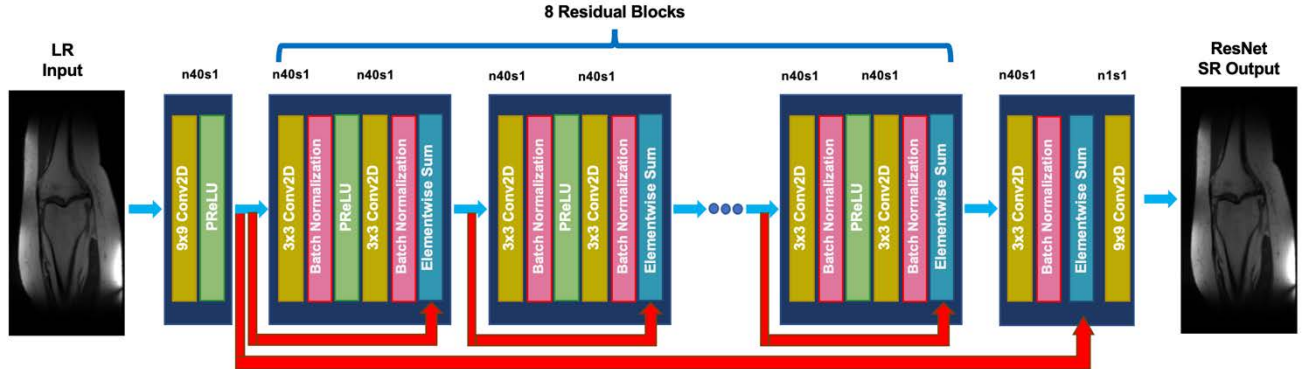 8 Residual Blocks
LR
Input
ResNet
SR Output
n40s1
n40s1
n40s1
n40s1
n40s1
n40s1
n40s1
n40s1
n1s1
9x9 Conv2D
PReLU
3x3 Conv2D
Batch Normalization
PReLU
3x3 Conv2D
Batch Normalization
Elementwise Sum
3x3 Conv2D
Batch Normalization
PReLU
3x3 Conv2D
Batch Normalization
Elementwise Sum
3x3 Conv2D
Batch Normalization
PReLU
3x3 Conv2D
Batch Normalization
Elementwise Sum
3x3 Conv2D
Batch Normalization
Elementwise Sum
9x9 Conv2D